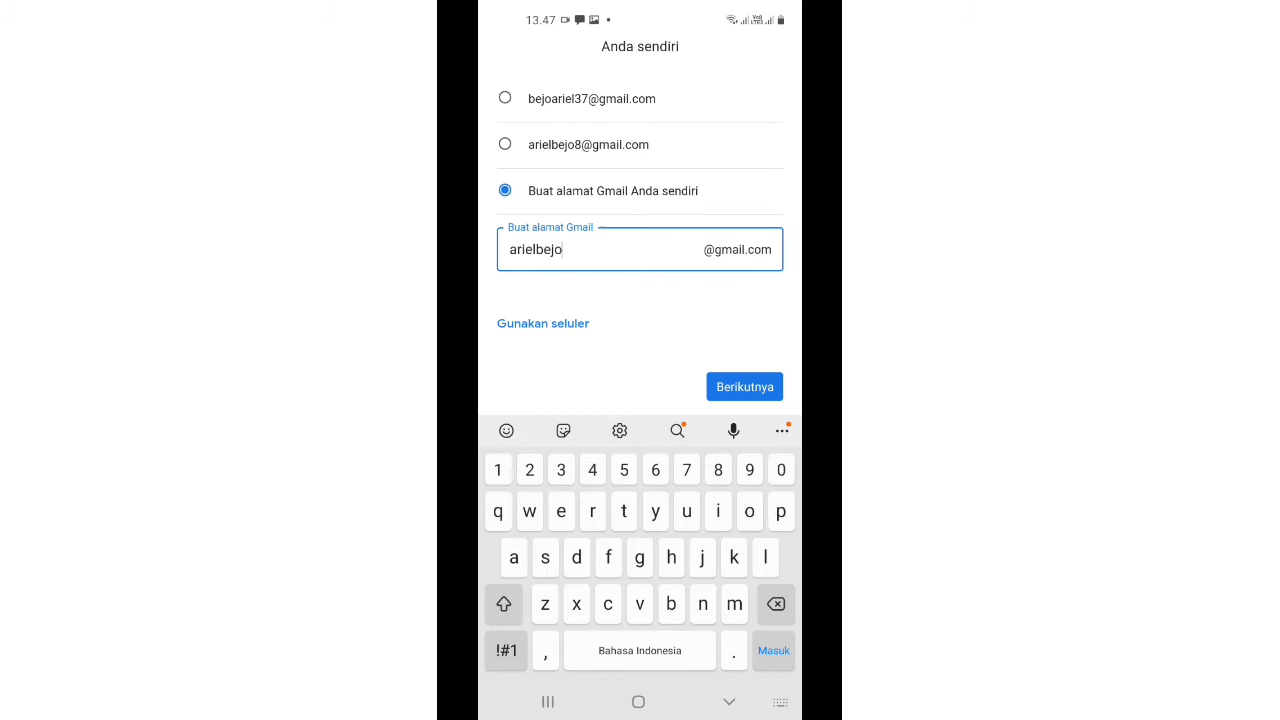 13.47
Anda sendiri
bejoariel37@gmail.com
arielbejo8@gmail.com
Buat alamat Gmail Anda sendiri
Buat alamat Gmail
arielbejo @gmail.com
Gunakan seluler
Berikutnya
1 2 3 4 5 6 7 8 9 0
q w e r t y u i o p
a s d f g h j k l
z x c v b n m
!#1 , Bahasa Indonesia . Masuk